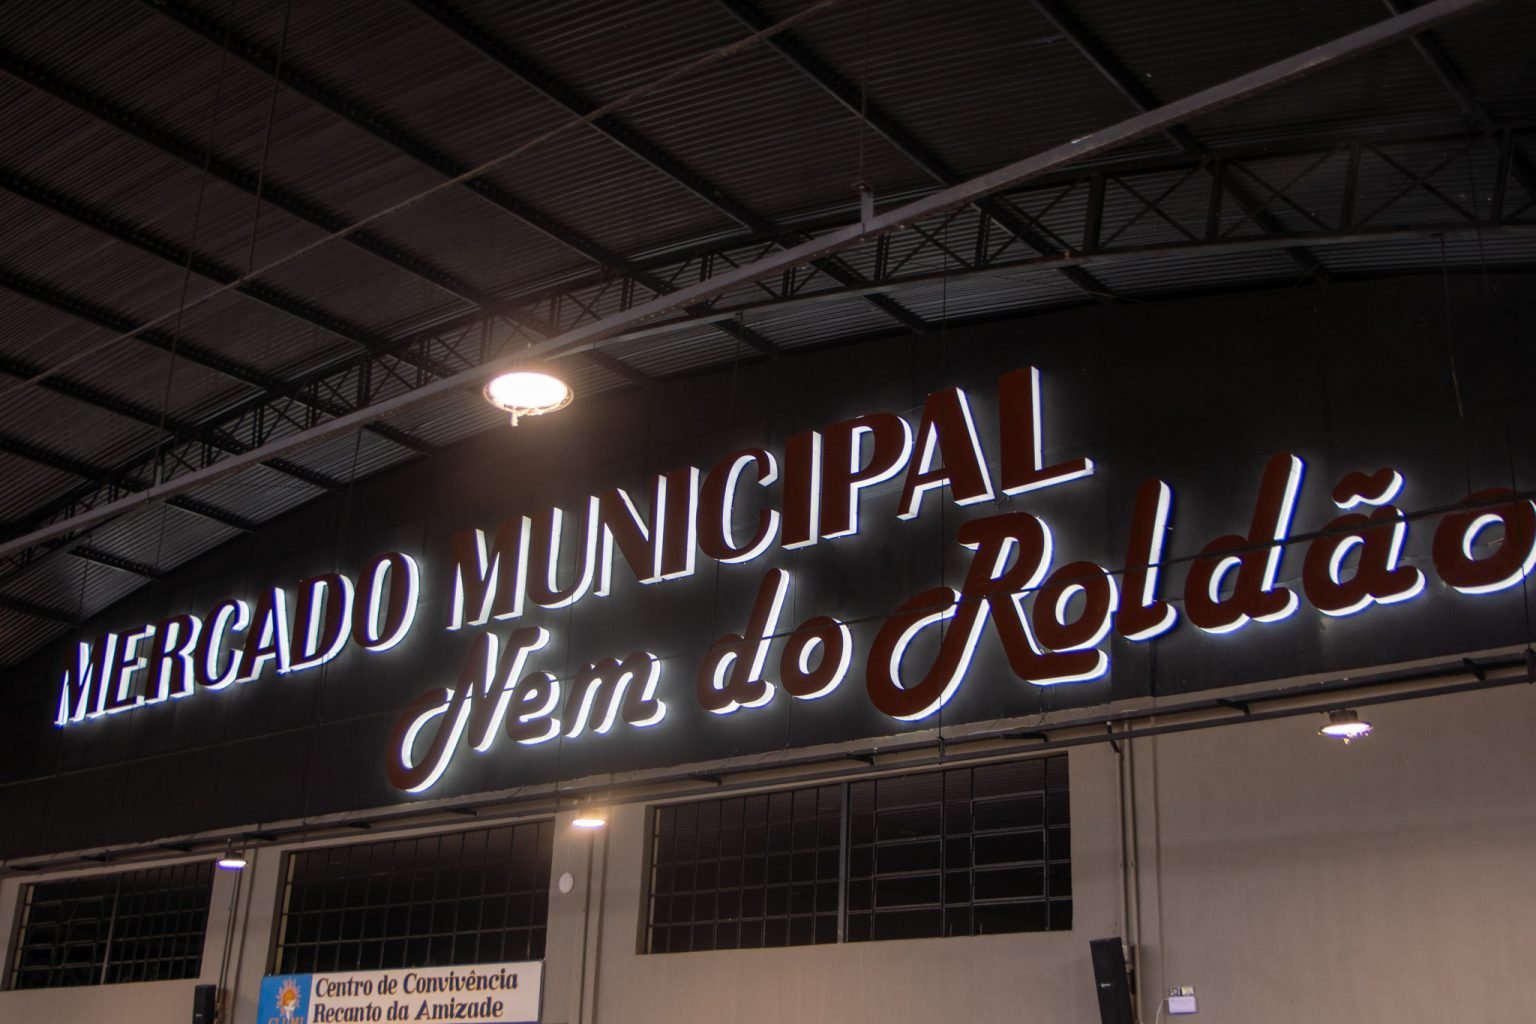 MERCADO MUNICIPAL
Nem do Roldão
Centro de Convivência
Recanto da Amizade